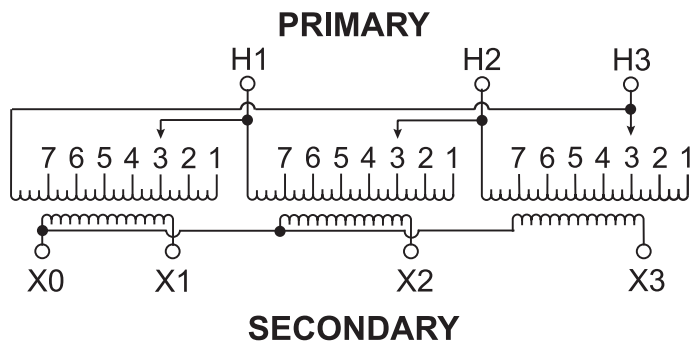 PRIMARY
H1 H2 H3
7 6 5 4 3 2 1 7 6 5 4 3 2 1 7 6 5 4 3 2 1
X0 X1 X2 X3
SECONDARY